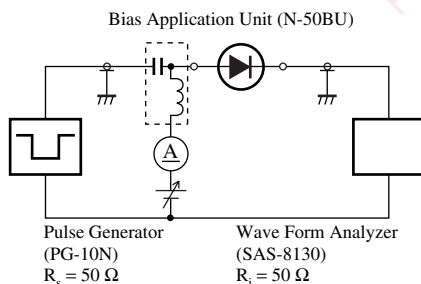 Bias Application Unit (N-50BU)
A
Pulse Generator
(PG-10N)
Rs = 50 Ω
Wave Form Analyzer
(SAS-8130)
Ri = 50 Ω